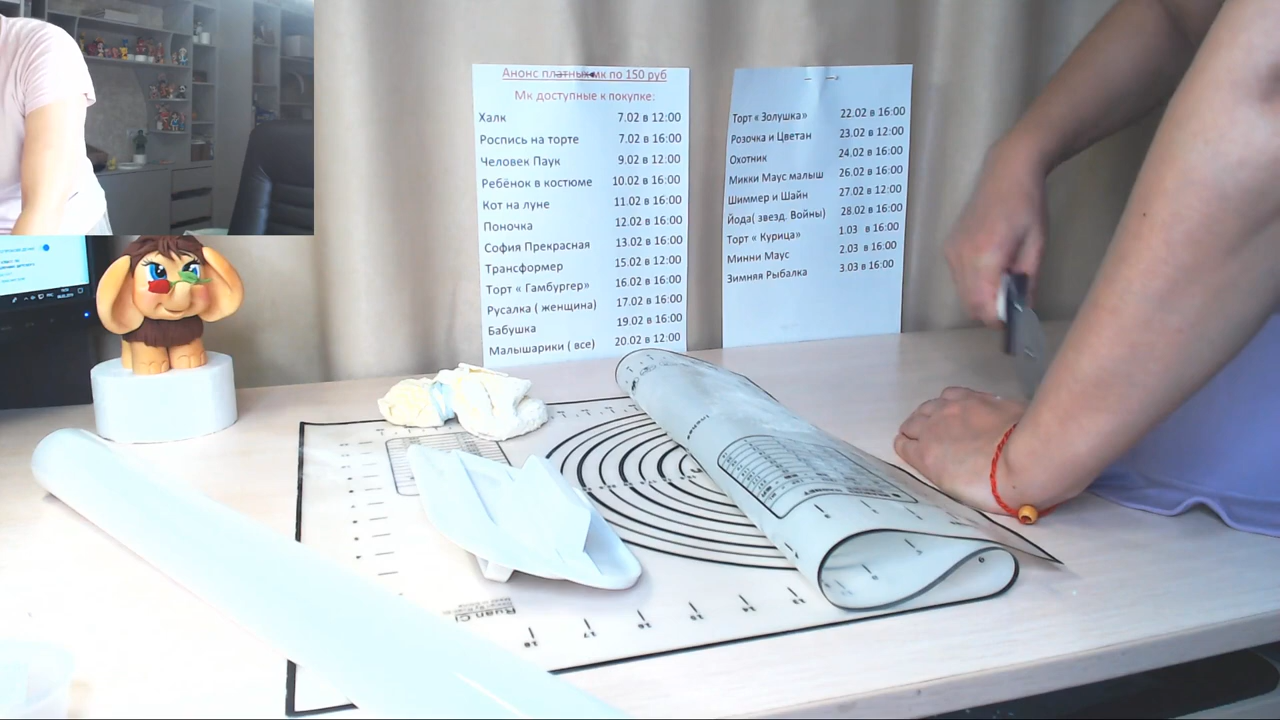 Анонс платных мк по 150 руб
Мк доступные к покупке:
Халк 7.02 в 12:00
Роспись на торте 7.02 в 16:00
Человек Паук 9.02 в 12:00
Ребёнок в костюме 10.02 в 16:00
Кот на луне 11.02 в 16:00
Поночка 12.02 в 16:00
София Прекрасная 13.02 в 16:00
Трансформер 15.02 в 12:00
Торт « Гамбургер» 16.02 в 16:00
Русалка ( женщина) 17.02 в 16:00
Бабушка 19.02 в 16:00
Малышарики ( все) 20.02 в 12:00
Торт « Золушка» 22.02 в 16:00
Розочка и Цветан 23.02 в 12:00
Охотник 24.02 в 16:00
Микки Маус малыш 26.02 в 16:00
Шиммер и Шайн 27.02 в 12:00
Йода( звезд. Войны) 28.02 в 16:00
Торт « Курица» 1.03 в 16:00
Минни Маус 2.03 в 16:00
Зимняя Рыбалка 3.03 в 16:00
Ruan Ci